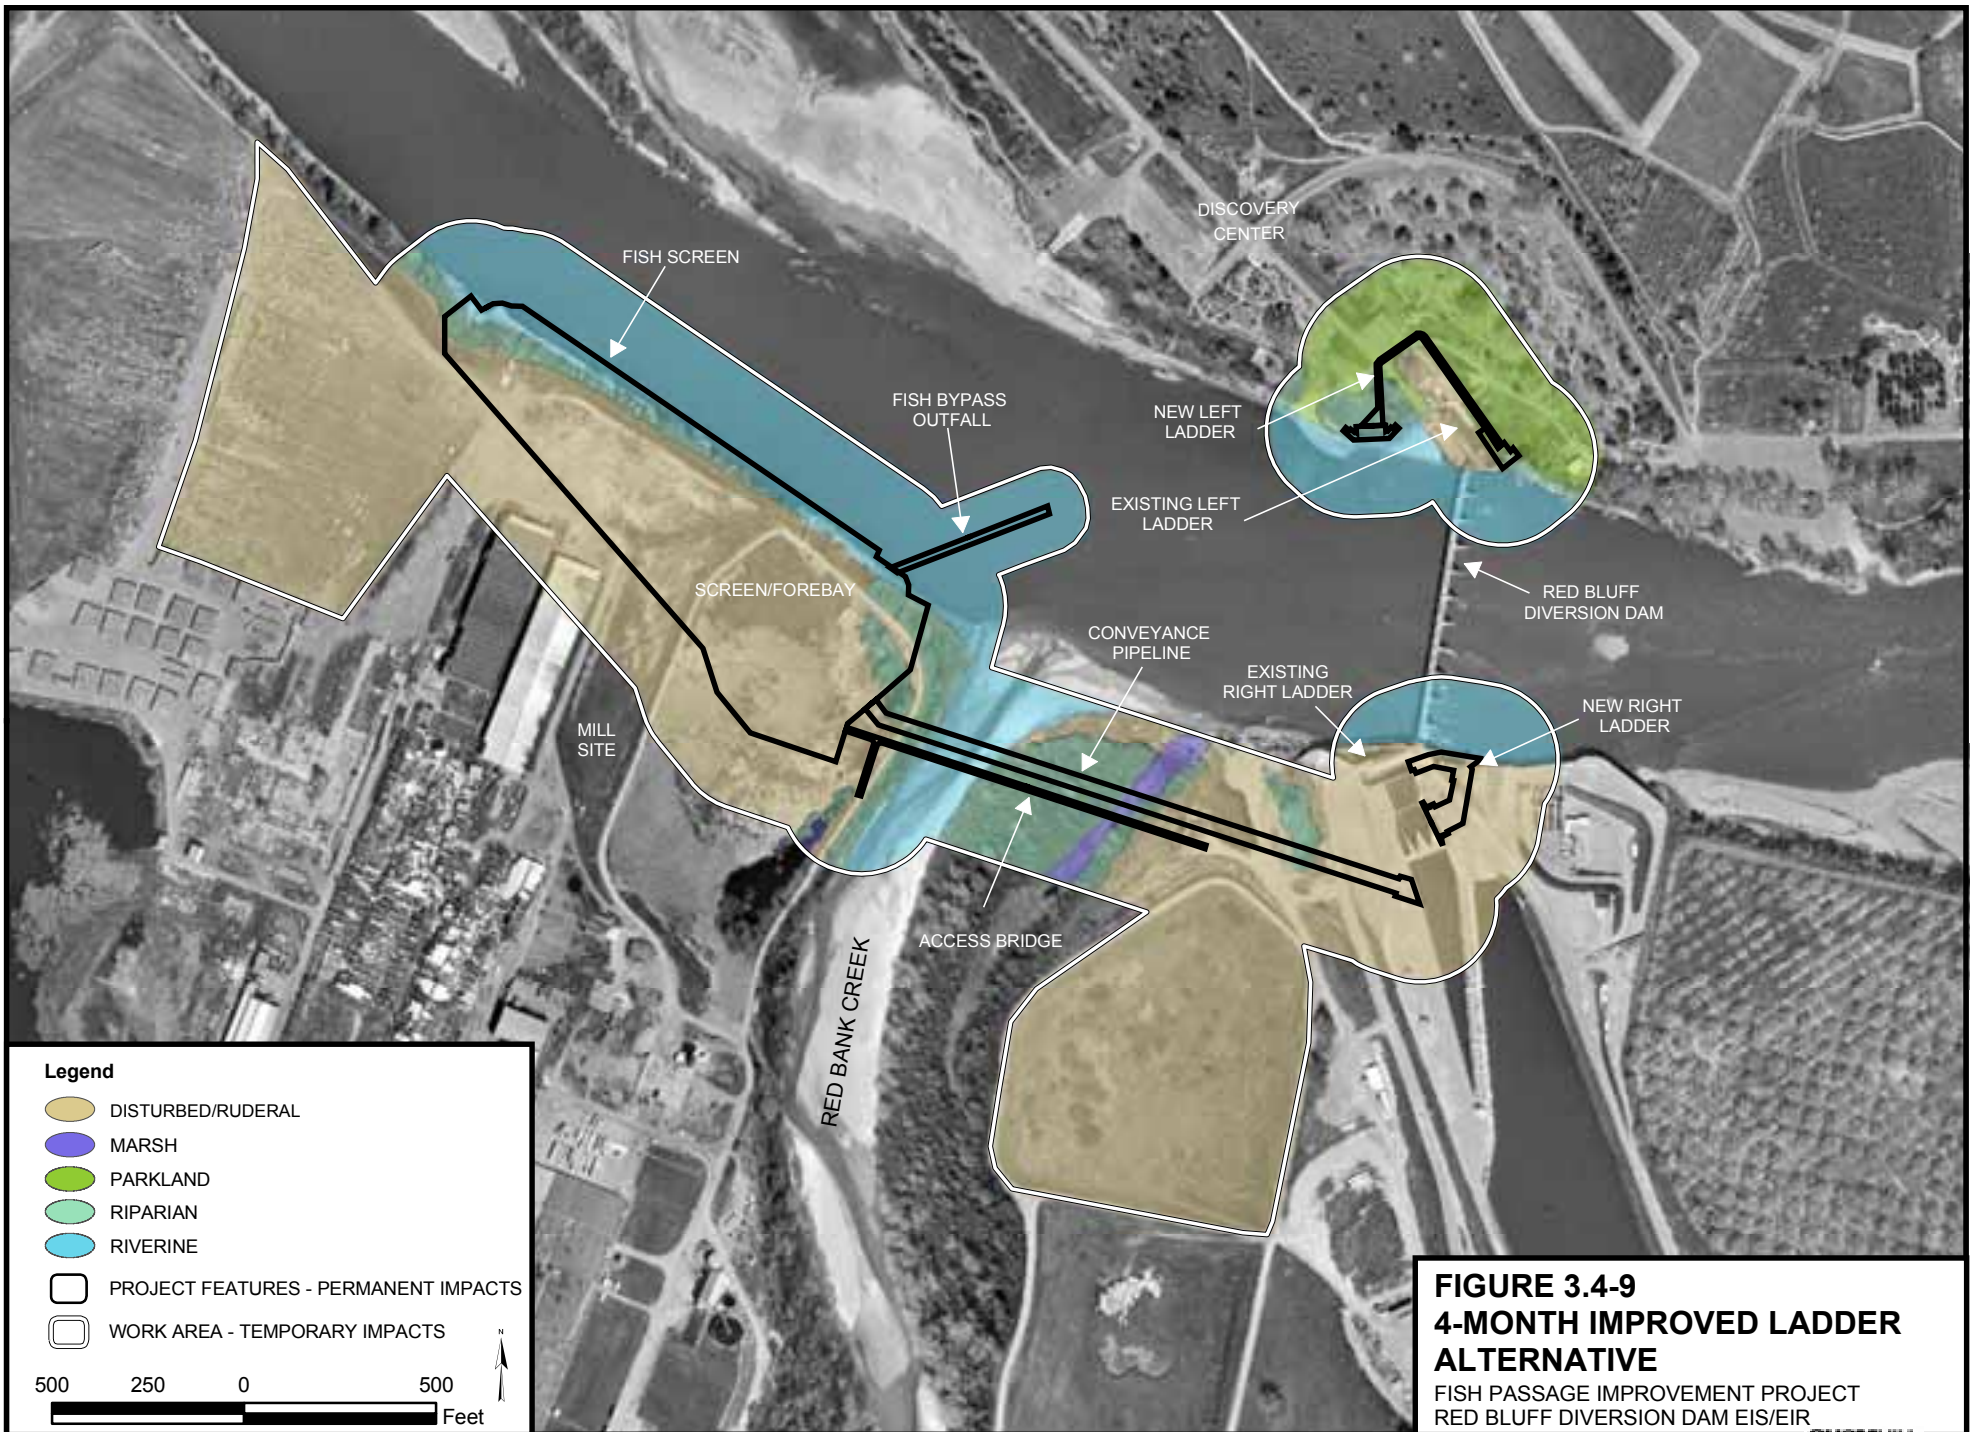 DISCOVERY
CENTER
FISH SCREEN
FISH BYPASS
OUTFALL
NEW LEFT
LADDER
EXISTING LEFT
LADDER
SCREEN/FOREBAY
RED BLUFF
DIVERSION DAM
CONVEYANCE
PIPELINE
EXISTING
RIGHT LADDER
NEW RIGHT
LADDER
MILL
SITE
ACCESS BRIDGE
RED BANK CREEK
Legend
DISTURBED/RUDERAL
MARSH
PARKLAND
RIPARIAN
RIVERINE
PROJECT FEATURES - PERMANENT IMPACTS
WORK AREA - TEMPORARY IMPACTS
N
500 250 0 500
Feet
FIGURE 3.4-9
4-MONTH IMPROVED LADDER
ALTERNATIVE
FISH PASSAGE IMPROVEMENT PROJECT
RED BLUFF DIVERSION DAM EIS/EIR